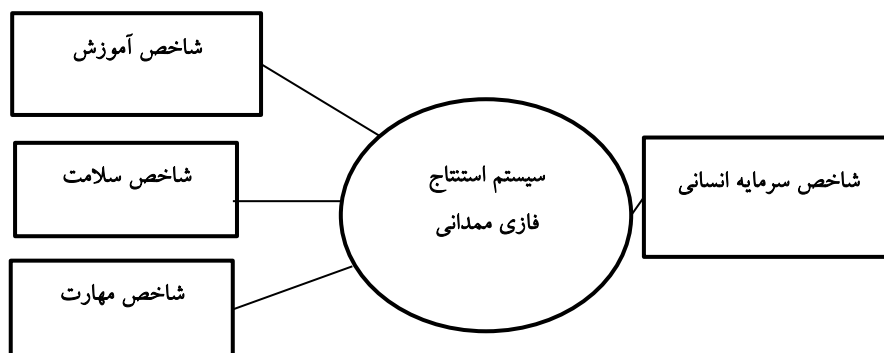 شاخص آموزش
شاخص سلامت
شاخص مهارت
سیستم استنتاج
فازی ممدانی
شاخص سرمایه انسانی